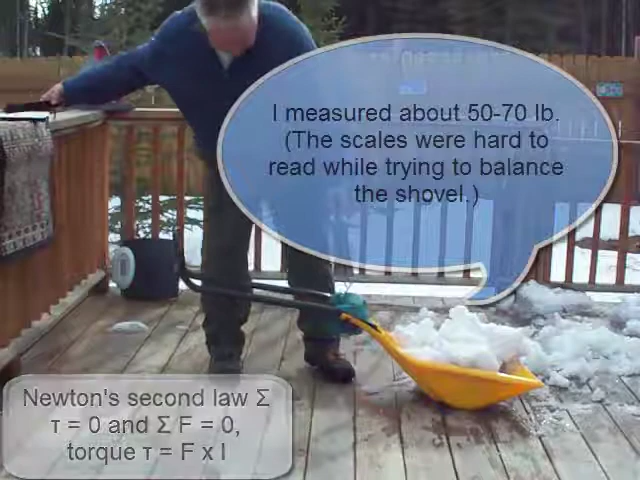 I measured about 50-70 lb.
(The scales were hard to
read while trying to balance
the shovel.)
Newton's second law Σ
τ = 0 and Σ F = 0,
torque τ = F x l